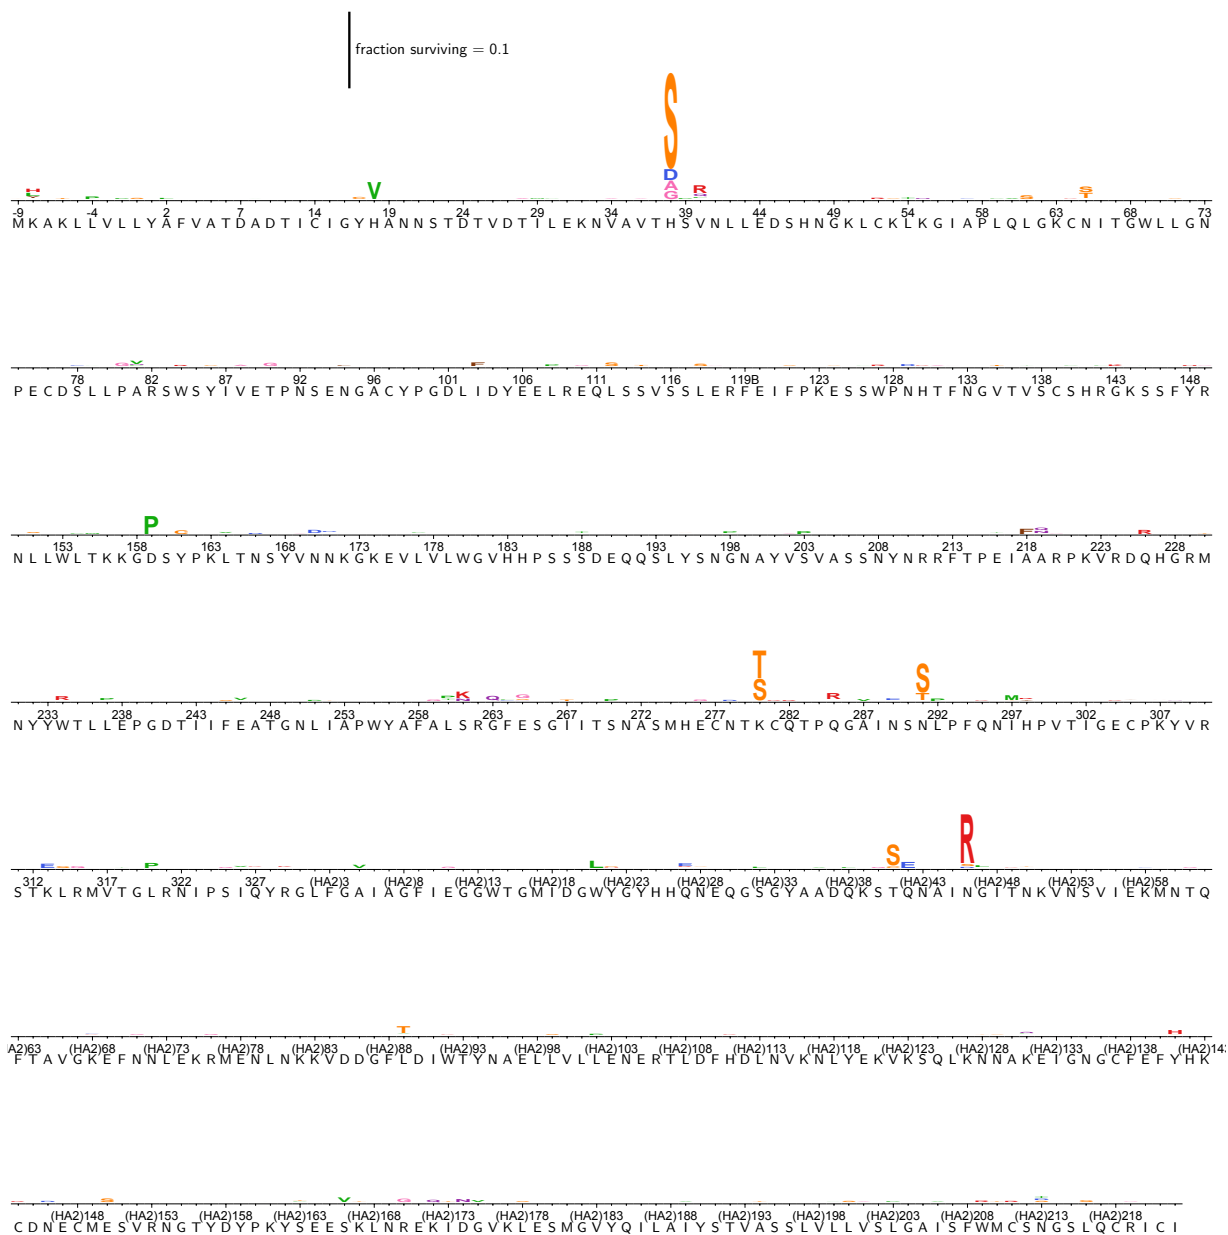 fraction surviving = 0.1
S
D
A
G
R
V
H
P
S
T
S
-9 -4 2 7 14 19 24 29 34 39 44 49 54 58 63 68 73
M K A K L L V L L Y A F V A T D A D T I C I G Y H A N N S T D T V D T I L E K N V A V T H S V N L L E D S H N G K L C K L K G I A P L Q L G K C N I T G W L L G N
78 82 87 92 96 101 106 111 116 119B 123 128 133 138 143 148
P E C D S L L P A R S W S Y I V E T P N S E N G A C Y P G D L I D Y E E L R E Q L S S V S S L E R F E I F P K E S S W P N H T F N G V T V S C S H R G K S S F Y R
P
D
R
153 158 163 168 173 178 183 188 193 198 203 208 213 218 223 228
N L L W L T K K G D S Y P K L T N S Y V N N K G K E V L V L W G V H H P S S S D E Q Q S L Y S N G N A Y V S V A S S N Y N R R F T P E I A A R P K V R D Q H G R M
T
S
S
T
R
K
R
Q
G
M
233 238 243 248 253 258 263 267 272 277 282 287 292 297 302 307
N Y Y W T L L E P G D T I I F E A T G N L I A P W Y A F A L S R G F E S G I I T S N A S M H E C N T K C Q T P Q G A I N S N L P F Q N I H P V T I G E C P K Y V R
R
S
E
L
P
E
V
312 317 322 327 (HA2)3 (HA2)8 (HA2)13 (HA2)18 (HA2)23 (HA2)28 (HA2)33 (HA2)38 (HA2)43 (HA2)48 (HA2)53 (HA2)58
S T K L R M V T G L R N I P S I Q Y R G L F G A I A G F I E G G W T G M I D G W Y G Y H H Q N E Q G S G Y A A D Q K S T Q N A I N G I T N K V N S V I E K M N T Q
T
H
(HA2)68 (HA2)73 (HA2)78 (HA2)83 (HA2)88 (HA2)93 (HA2)98 (HA2)103 (HA2)108 (HA2)113 (HA2)118 (HA2)123 (HA2)128 (HA2)133 (HA2)138
F T A V G K E F N N L E K R M E N L N K K V D D G F L D I W T Y N A E L L V L L E N E R T L D F H D L N V K N L Y E K V K S Q L K N N A K E I G N G C F E F Y H K
V
(HA2)148 (HA2)153 (HA2)158 (HA2)163 (HA2)168 (HA2)173 (HA2)178 (HA2)183 (HA2)188 (HA2)193 (HA2)198 (HA2)203 (HA2)208 (HA2)213 (HA2)218
C D N E C M E S V R N G T Y D Y P K Y S E E S K L N R E K I D G V K L E S M G V Y Q I L A I Y S T V A S S L V L L V S L G A I S F W M C S N G S L Q C R I C I